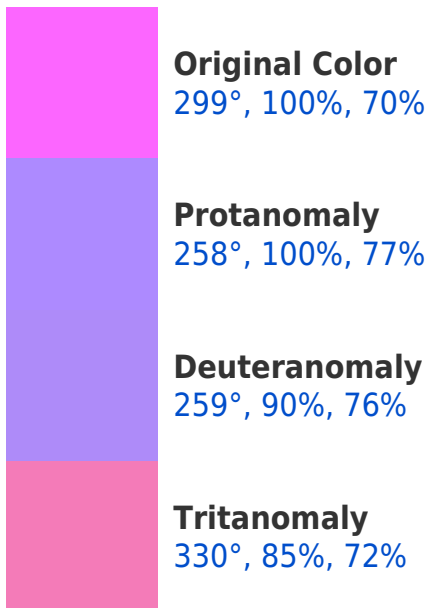 Original Color
299°, 100%, 70%
Protanomaly
258°, 100%, 77%
Deuteranomaly
259°, 90%, 76%
Tritanomaly
330°, 85%, 72%